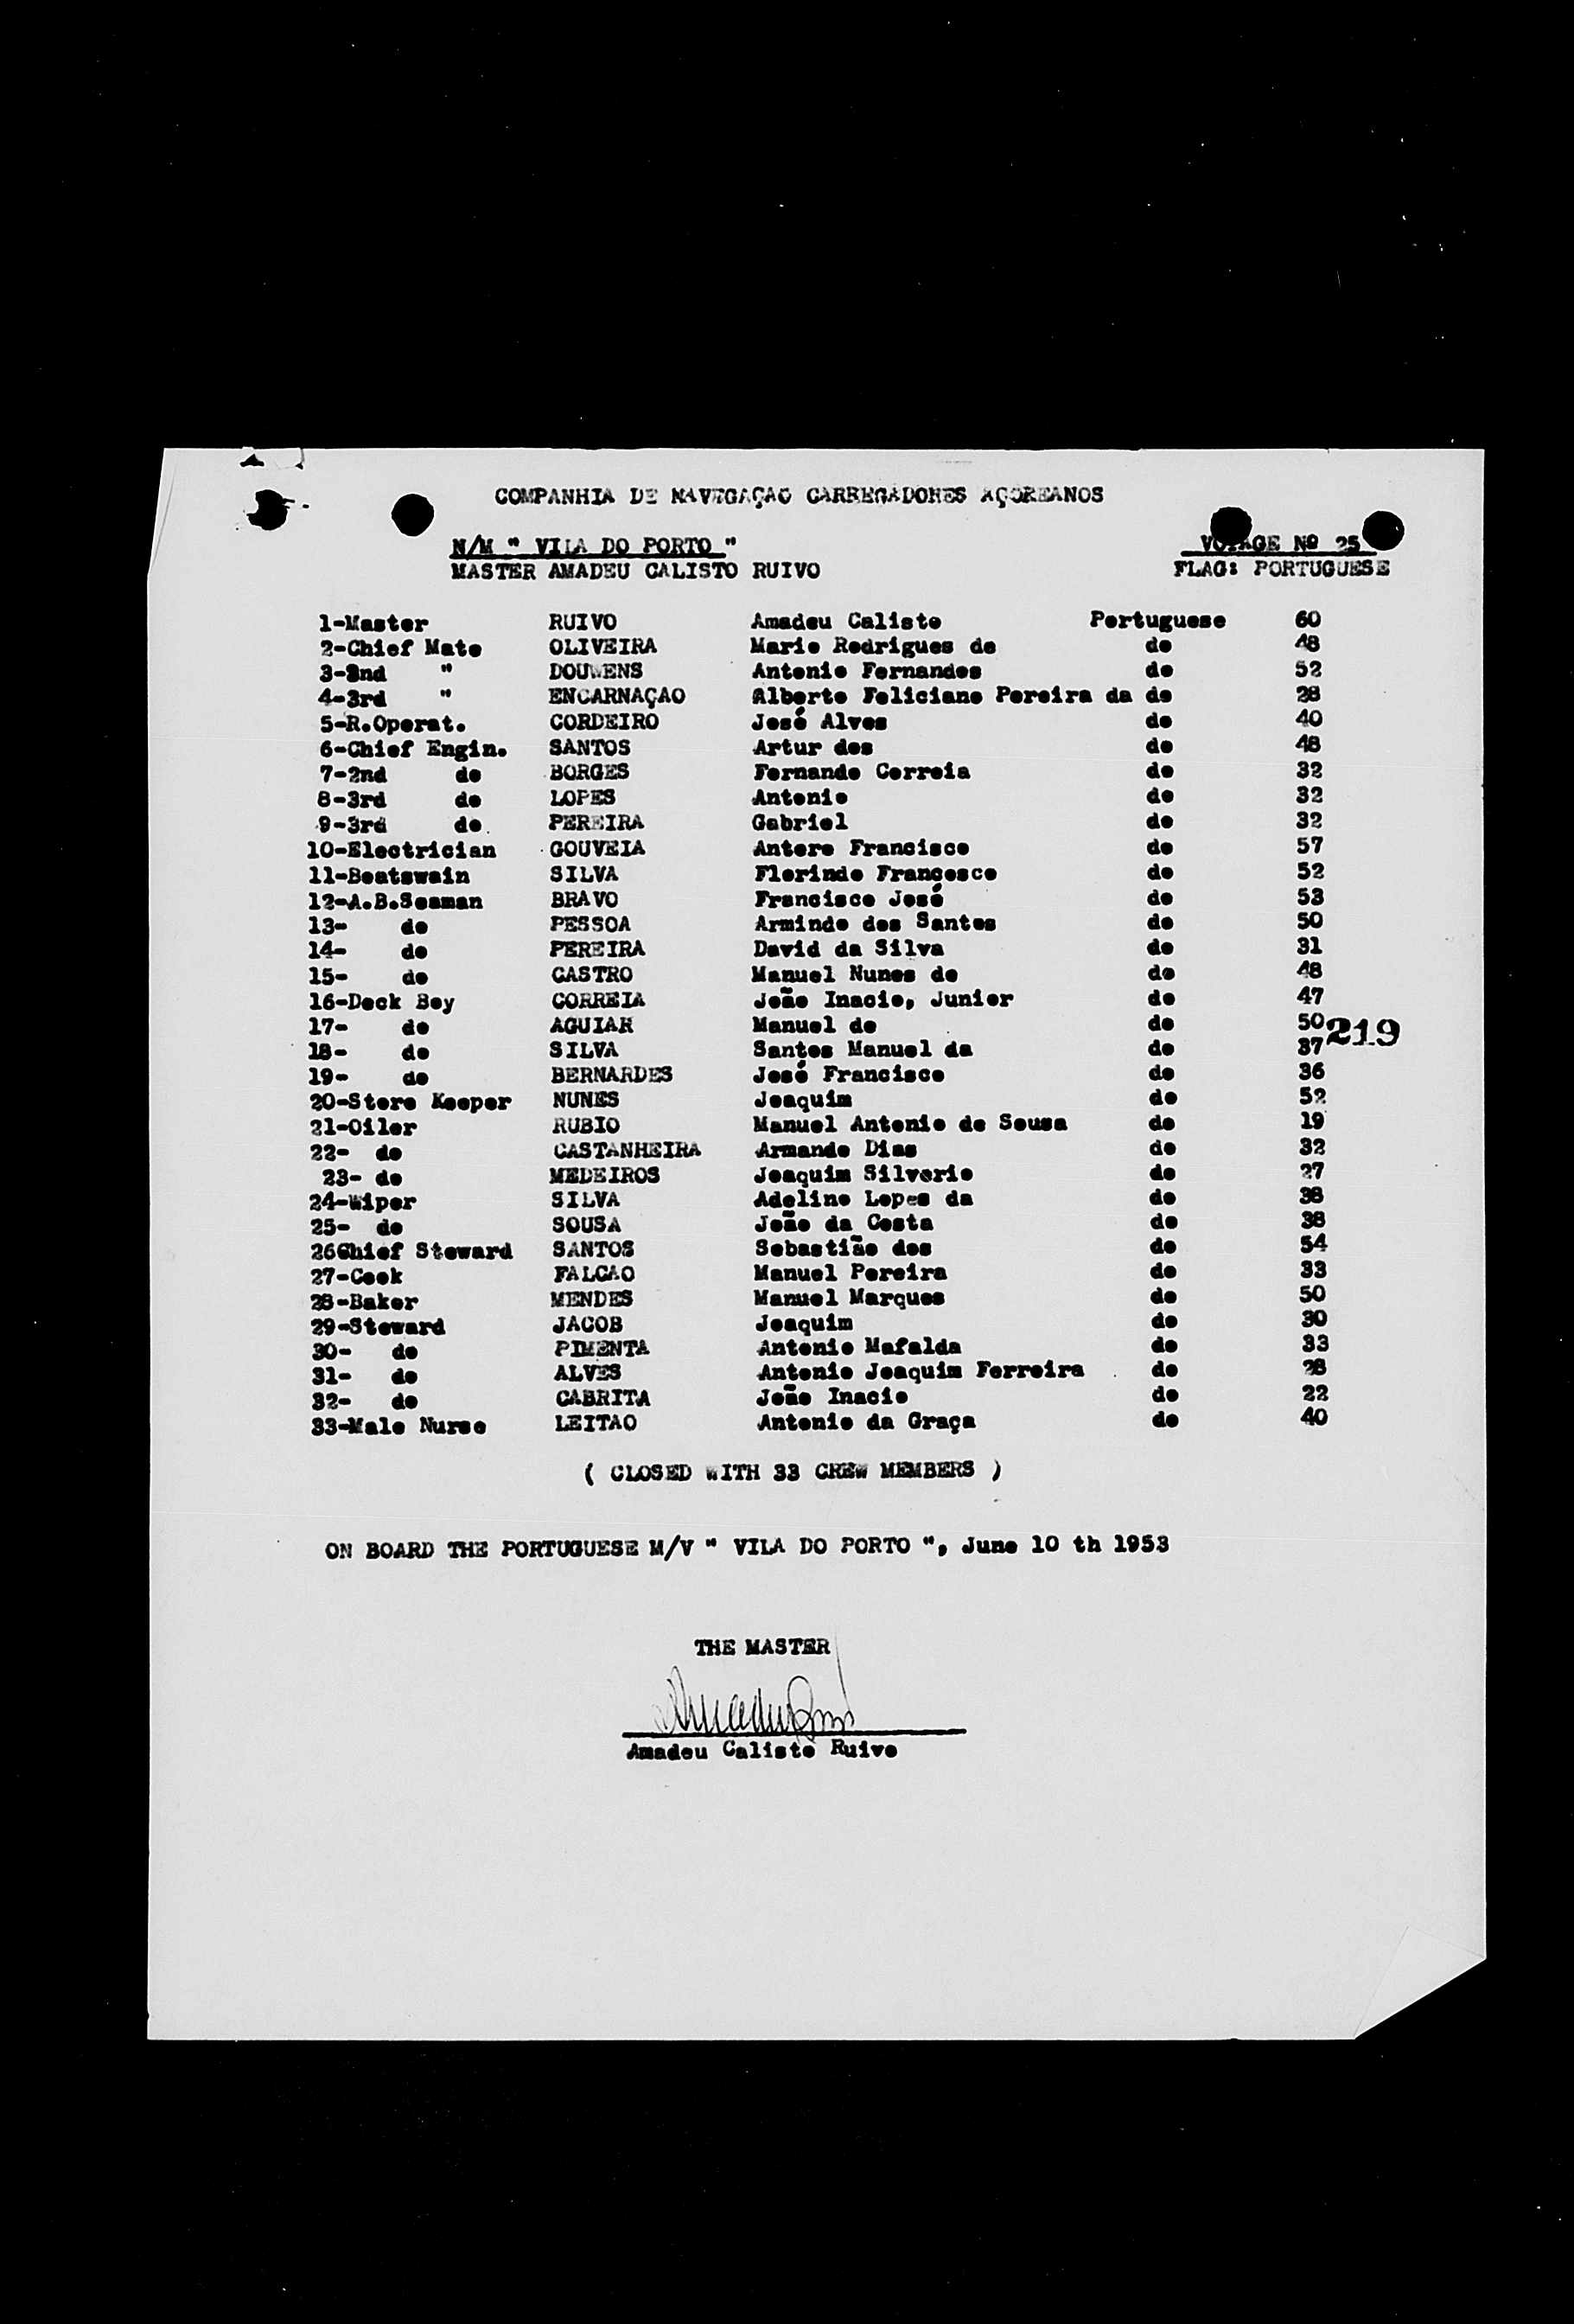 COMPANHIA DE NAVEGAÇAO CARREGADORES AÇOREANOS
N/M " VILA DO PORTO " VOYAGE Nº 25
MASTER AMADEU CALISTO RUIVO FLAG: PORTUGUESE
1-Master RUIVO Amadeu Calisto Portuguese 60
2-Chief Mate OLIVEIRA Mario Rodrigues de do 48
3-2nd " DOUWENS Antonio Fernandes do 52
4-3rd " ENCARNAÇAO Alberto Feliciano Pereira da do 28
5-R.Operat. CORDEIRO José Alves do 40
6-Chief Engin. SANTOS Artur dos do 48
7-2nd do BORGES Fernando Correia do 32
8-3rd do LOPES Antonio do 32
9-3rd do PEREIRA Gabriel do 32
10-Electrician GOUVEIA Antero Francisco do 57
11-Boatswain SILVA Florindo Francesco do 52
12-A.B.Seaman BRAVO Francisco José do 53
13- do PESSOA Armindo dos Santos do 50
14- do PEREIRA David da Silva do 31
15- do CASTRO Manuel Nunes de do 48
16-Deck Boy CORREIA João Inacio, Junior do 47
17- do AGUIAR Manuel de do 50 219
18- do SILVA Santos Manuel da do 37
19- do BERNARDES José Francisco do 36
20-Store Keeper NUNES Joaquim do 52
21-Oiler RUBIO Manuel Antonio de Sousa do 19
22- do CASTANHEIRA Armando Dias do 32
23- do MEDEIROS Joaquim Silverio do 27
24-Wiper SILVA Adelino Lopes da do 38
25- do SOUSA João da Costa do 38
26Chief Steward SANTOS Sebastião dos do 54
27-Cook FALCAO Manuel Pereira do 33
28-Baker MENDES Manuel Marques do 50
29-Steward JACOB Joaquim do 30
30- do PIMENTA Antonio Mafalda do 33
31- do ALVES Antonio Joaquim Ferreira do 28
32- do CABRITA João Inacio do 22
33-Male Nurse LEITAO Antonio da Graça do 40
( CLOSED WITH 33 CREW MEMBERS )
ON BOARD THE PORTUGUESE M/V " VILA DO PORTO ", June 10 th 1953
THE MASTER
Amadeu Calisto Ruivo